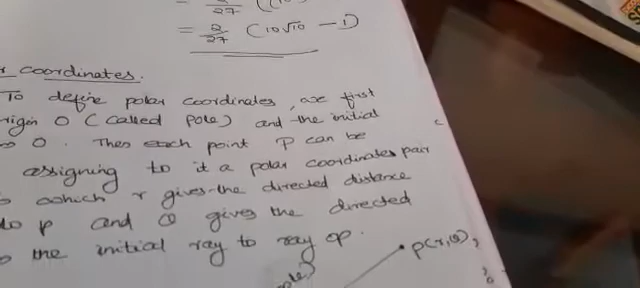 = 2/27 (10√10 - 1)
r coordinates.
To define polar coordinates, we first
rigin O (called pole) and the initial
O. Then each point P can be
assigning to it a polar coordinates pair
which r gives the directed distance
to p and θ gives the directed
the initial ray to ray op.
P(r,θ),